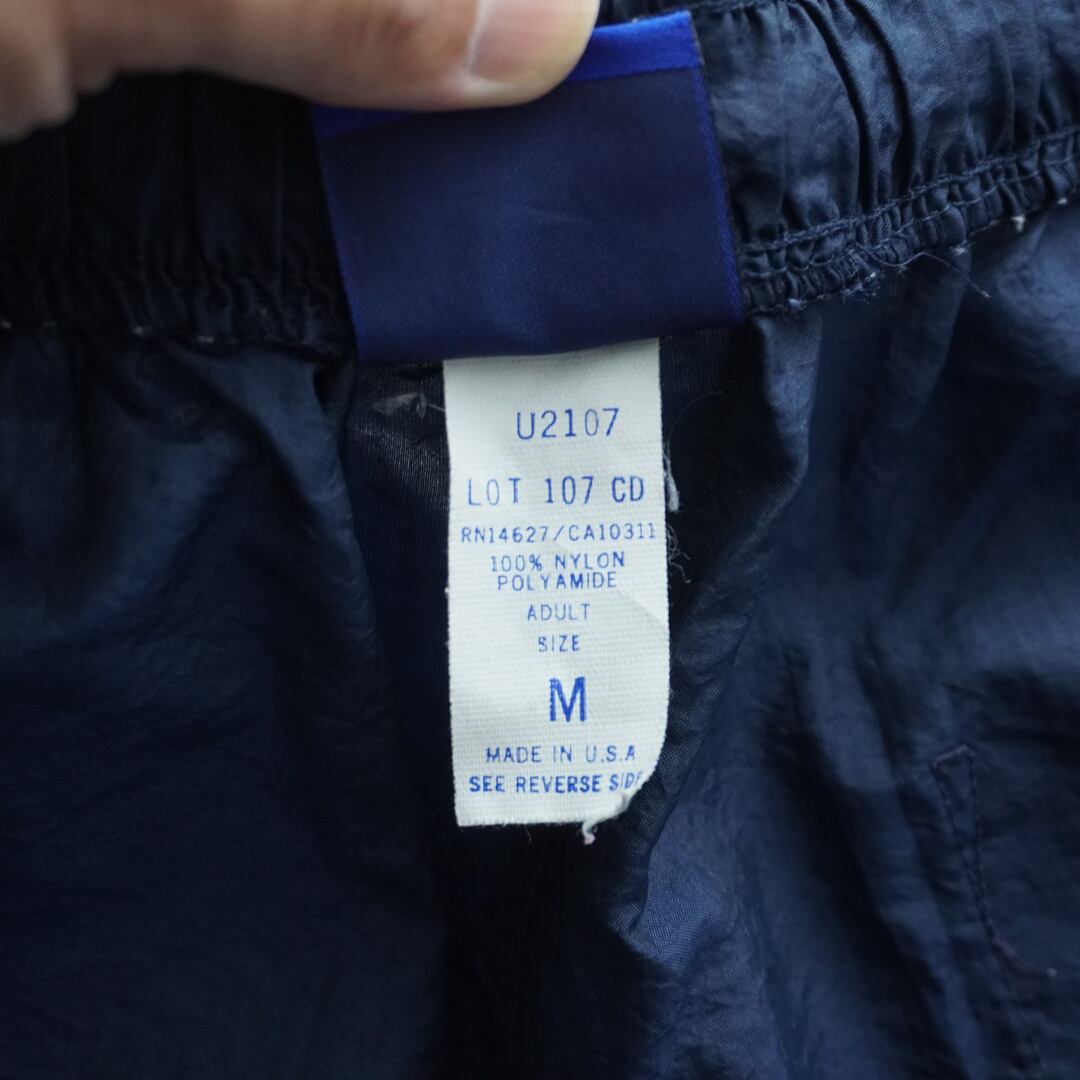 U2107
LOT 107 CD
RN14627/CA10311
100% NYLON
POLYAMIDE
ADULT
SIZE
M
MADE IN U.S.A
SEE REVERSE SIDE